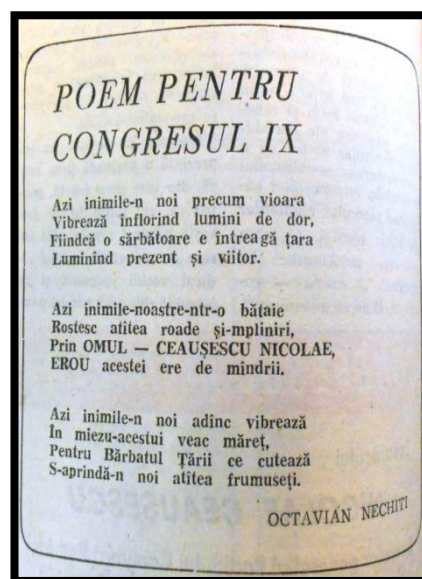 POEM PENTRU
CONGRESUL IX
Azi inimile-n noi precum vioara
Vibrează înflorind lumini de dor,
Fiindcă o sărbătoare e întreagă țara
Luminînd prezent și viitor.
Azi inimile-noastre-ntr-o bătaie
Rostesc atîtea roade și-mpliniri,
Prin OMUL — CEAUȘESCU NICOLAE,
EROU acestei ere de mîndrii.
Azi inimile-n noi adînc vibrează
În miezu-acestui veac măreț,
Pentru Bărbatul Țării ce cutează
S-aprindă-n noi atîtea frumuseți.
OCTAVIAN NECHITI